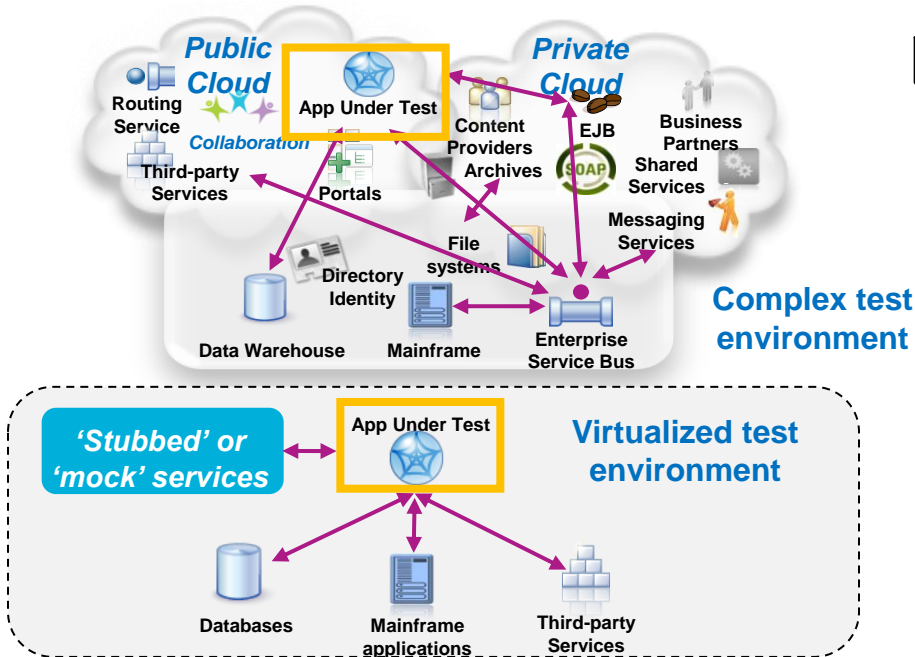 Public
Cloud
Private
Cloud
App Under Test
Routing
Service
Collaboration
Content
Providers
Archives
EJB
SOAP
Business
Partners
Shared
Services
Third-party
Services
Portals
Messaging
Services
File
systems
Directory
Identity
Data Warehouse
Mainframe
Enterprise
Service Bus
Complex test
environment
'Stubbed' or
'mock' services
App Under Test
Virtualized test
environment
Databases
Mainframe
applications
Third-party
Services